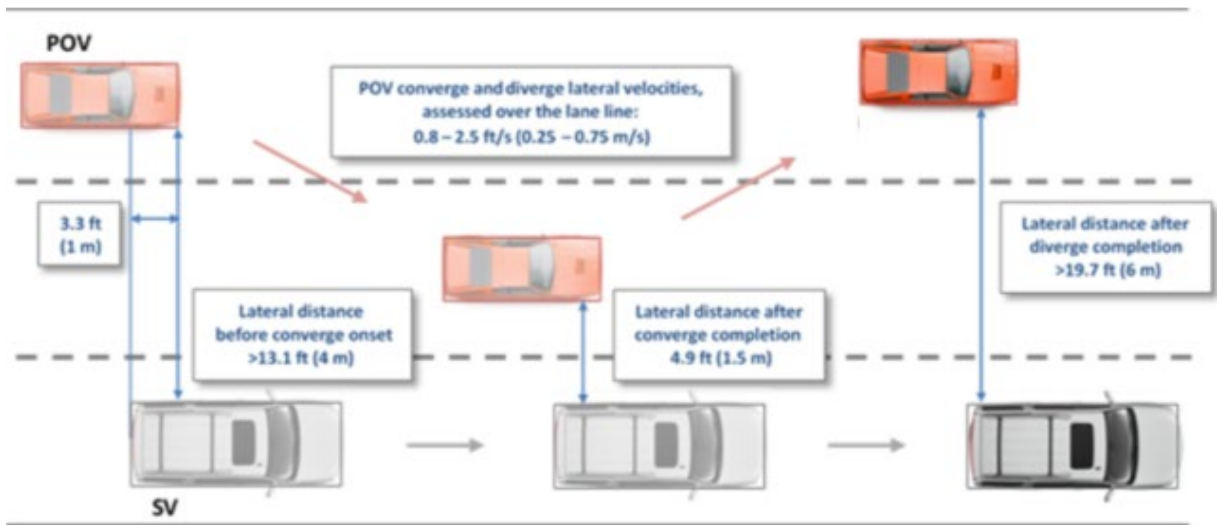 POV
POV converge and diverge lateral velocities,
assessed over the lane line:
0.8 – 2.5 ft/s (0.25 – 0.75 m/s)
3.3 ft
(1 m)
Lateral distance
before converge onset
>13.1 ft (4 m)
Lateral distance after
converge completion
4.9 ft (1.5 m)
Lateral distance after
diverge completion
>19.7 ft (6 m)
SV